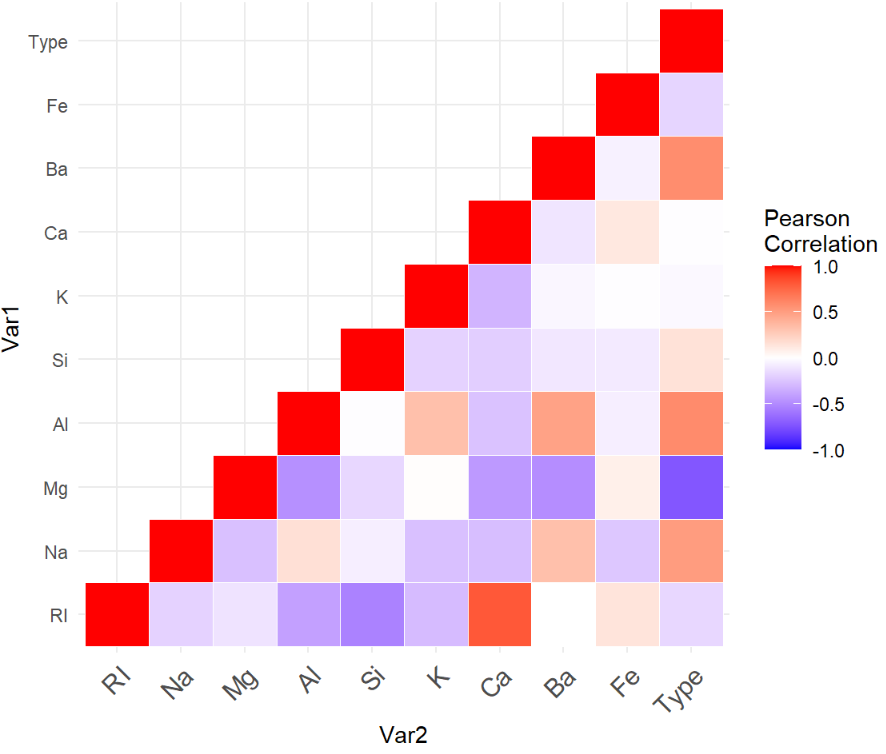 Type
Fe
Ba
Ca
K
Si
Al
Mg
Na
RI
Var1
RI Na Mg Al Si K Ca Ba Fe Type
Var2
Pearson
Correlation
1.0
0.5
0.0
-0.5
-1.0